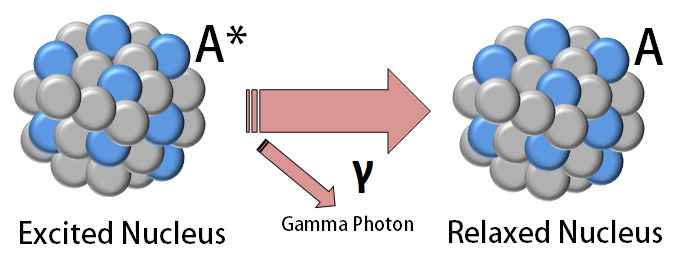 A*
A
γ
Gamma Photon
Excited Nucleus
Relaxed Nucleus